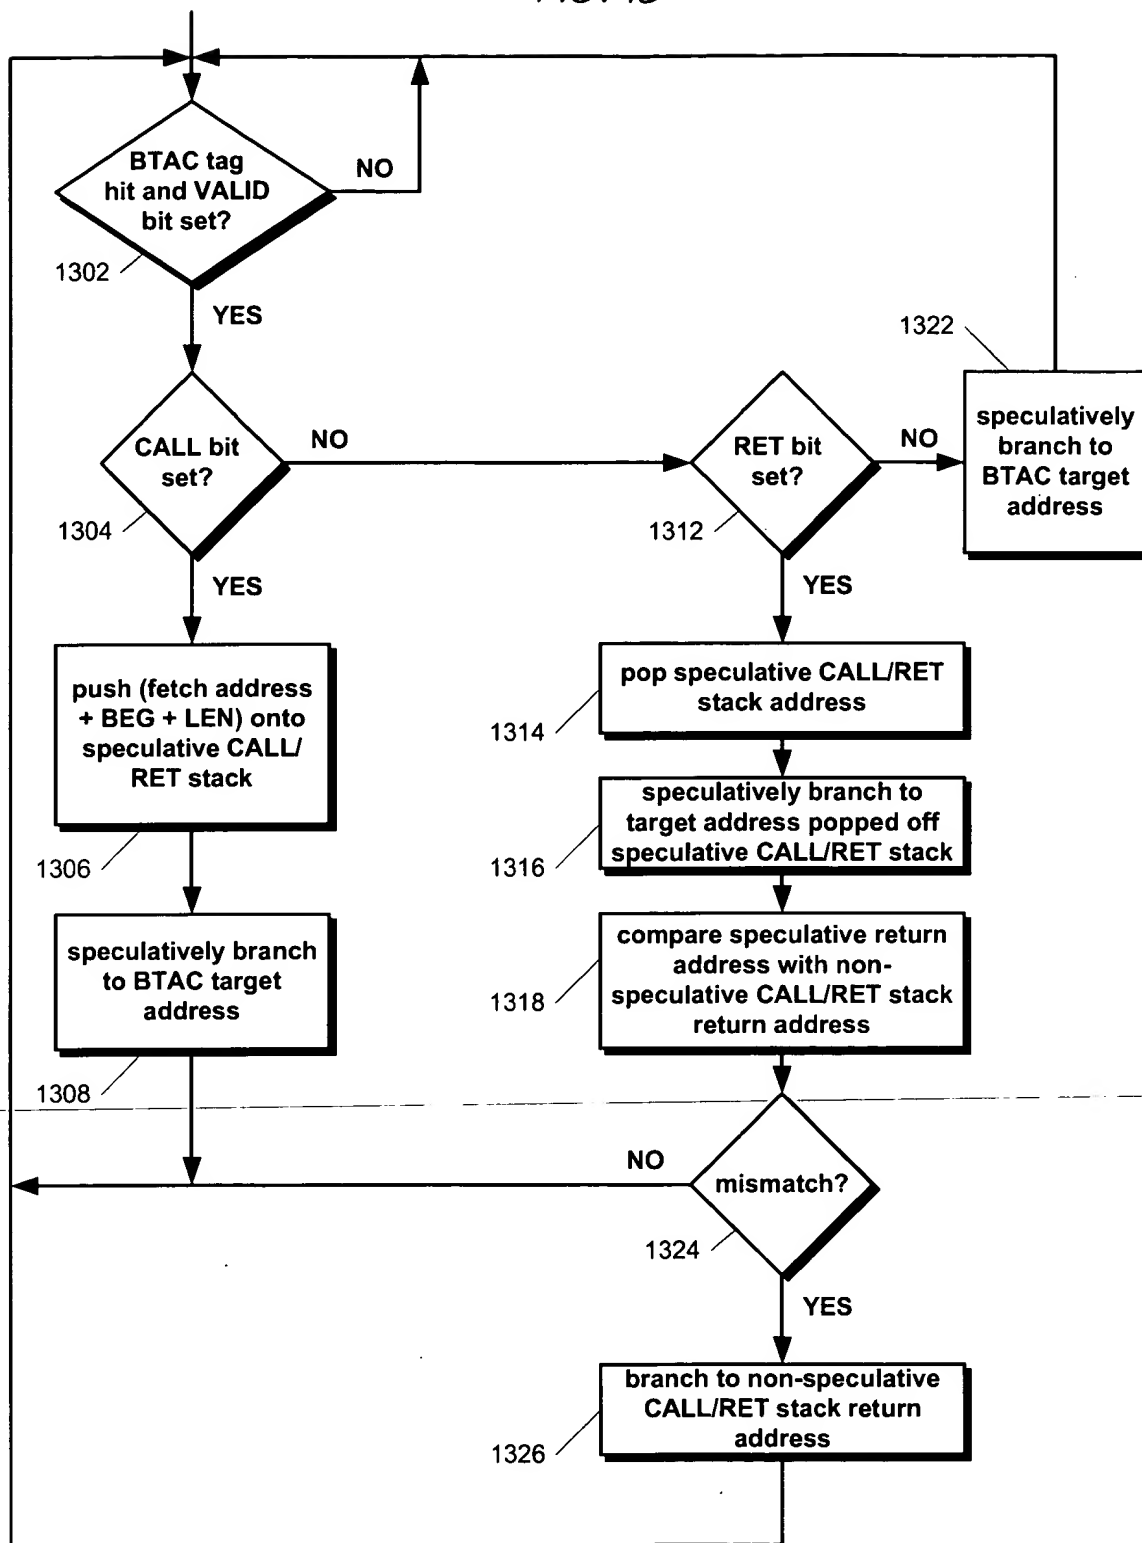 BTAC tag
hit and VALID
bit set?
NO
1302
YES
1322
CALL bit
set?
NO
RET bit
set?
NO
speculatively
branch to
BTAC target
address
1304
1312
YES
YES
push (fetch address
+ BEG + LEN) onto
speculative CALL/
RET stack
1306
pop speculative CALL/RET
stack address
1314
speculatively branch to
target address popped off
speculative CALL/RET stack
1316
speculatively branch
to BTAC target
address
1308
compare speculative return
address with non-
speculative CALL/RET stack
return address
1318
NO
mismatch?
1324
YES
branch to non-speculative
CALL/RET stack return
address
1326